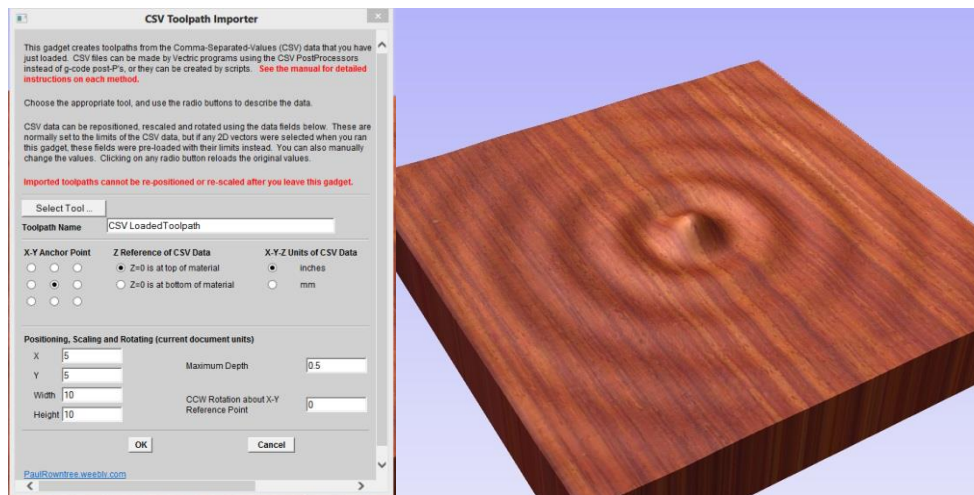 CSV Toolpath Importer
This gadget creates toolpaths from the Comma-Separated-Values (CSV) data that you have
just loaded. CSV files can be made by Vectric programs using the CSV PostProcessors
instead of g-code post-P's, or they can be created by scripts. See the manual for detailed
instructions on each method.
Choose the appropriate tool, and use the radio buttons to describe the data.
CSV data can be repositioned, rescaled and rotated using the data fields below. These are
normally set to the limits of the CSV data, but if any 2D vectors were selected when you ran
this gadget, these fields were pre-loaded with their limits instead. You can also manually
change the values. Clicking on any radio button reloads the original values.
Imported toolpaths cannot be re-positioned or re-scaled after you leave this gadget.
Select Tool ...
Toolpath Name CSV LoadedToolpath
X-Y Anchor Point Z Reference of CSV Data X-Y-Z Units of CSV Data
Z=0 is at top of material inches
Z=0 is at bottom of material mm
Positioning, Scaling and Rotating (current document units)
X 5
Maximum Depth 0.5
Y 5
Width 10
CCW Rotation about X-Y
Reference Point 0
Height 10
OK Cancel
PaulRowntree.weebly.com